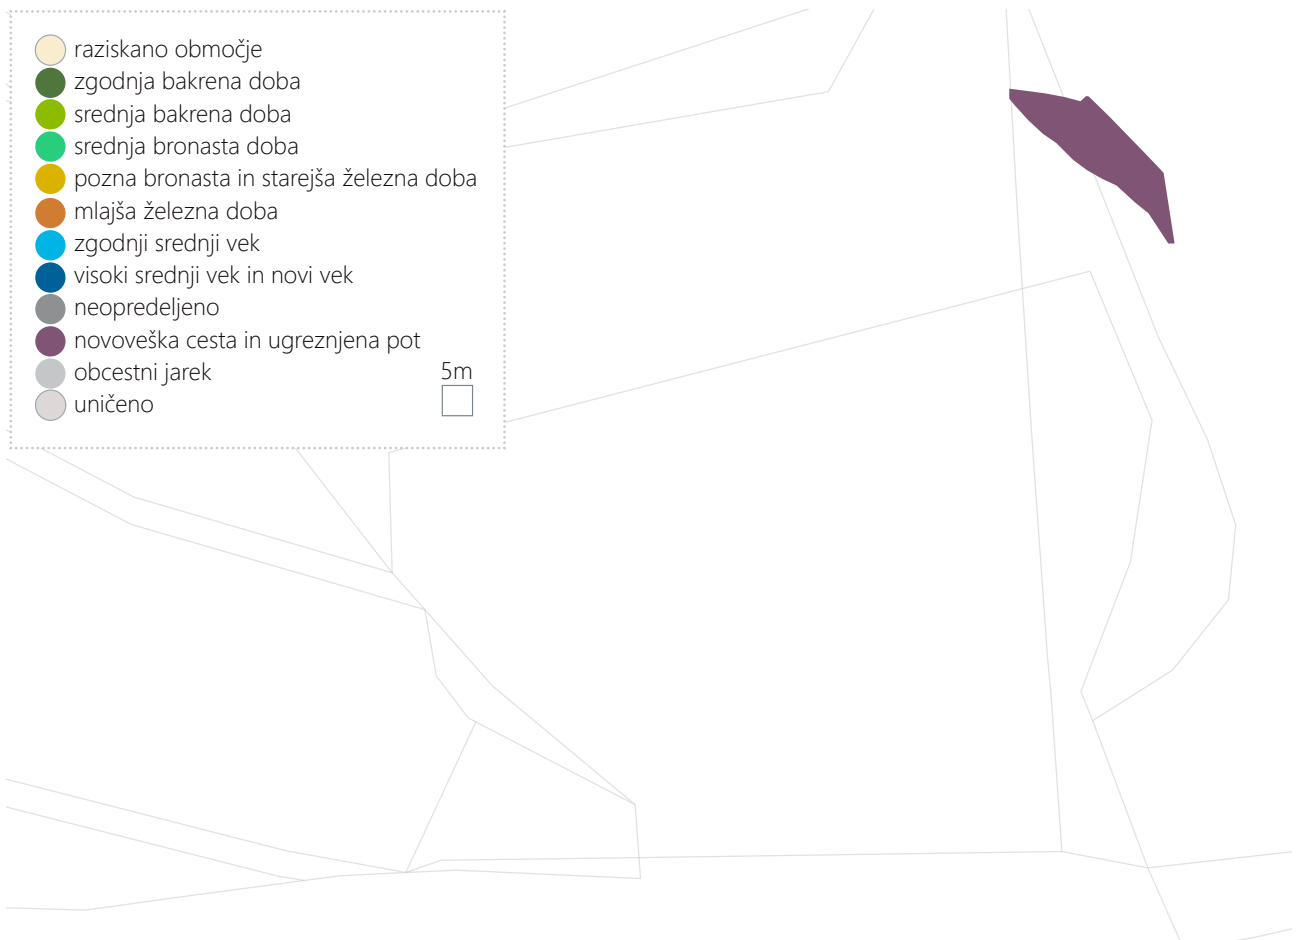 raziskano območje
zgodnja bakrena doba
srednja bakrena doba
srednja bronasta doba
pozna bronasta in starejša železna doba
mlajša železna doba
zgodnji srednji vek
visoki srednji vek in novi vek
neopredeljeno
novoveška cesta in ugreznjena pot
obcestni jarek
uničeno
5m